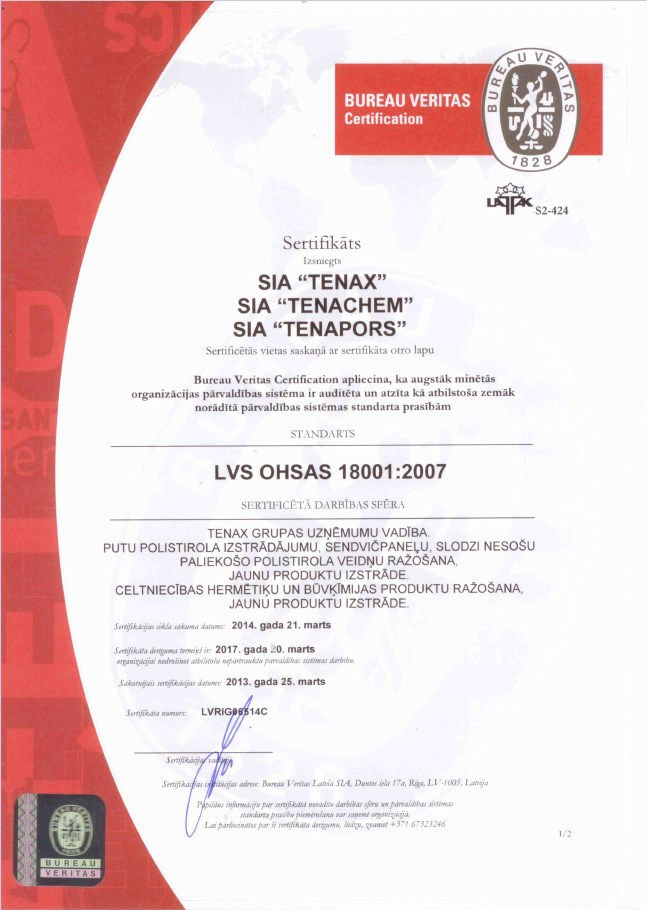 BUREAU VERITAS
Certification
BUREAU VERITAS
1828
LATAK
S2-424
Sertifikāts
Izsniegts
SIA “TENAX”
SIA “TENACHEM”
SIA “TENAPORS”
Sertificētās vietas saskaņā ar sertifikāta otro lapu
Bureau Veritas Certification apliecina, ka augstāk minētās
organizācijas pārvaldības sistēma ir auditēta un atzīta kā atbilstoša zemāk
norādītā pārvaldības sistēmas standarta prasībām
STANDARTS
LVS OHSAS 18001:2007
SERTIFICĒTĀ DARBĪBAS SFĒRA
TENAX GRUPAS UZŅĒMUMU VADĪBA.
PUTU POLISTIROLA IZSTRĀDĀJUMU, SENDVIČPANEĻU, SLODZI NESOŠU
PALIEKOŠO POLISTIROLA VEIDŅU RAŽOŠANA,
JAUNU PRODUKTU IZSTRĀDE.
CELTNIECĪBAS HERMĒTIĶU UN BŪVĶĪMIJAS PRODUKTU RAŽOŠANA,
JAUNU PRODUKTU IZSTRĀDE.
Sertifikācijas cikla sākuma datums: 2014. gada 21. marts
Sertifikāta derīguma termiņš ir: 2017. gada 20. marts
organizācijai nodrošinot atbilstošu nepārtrauktu pārvaldības sistēmas darbību.
Sākotnējais sertifikācijas datums: 2013. gada 25. marts
Sertifikāta numurs: LVRIG06514C
Sertifikācijas vadītājs
Sertifikācijas institūcijas adrese: Bureau Veritas Latvia SIA, Duntes iela 17a, Rīga, LV-1005, Latvija
Papildus informāciju par sertifikātā norādīto darbības sfēru un pārvaldības sistēmas
standarta prasību piemērošanu var saņemt organizācijā.
Lai pārliecinātos par šī sertifikāta derīgumu, lūdzu, zvaniet +371 67323246
1/2
BUREAU
VERITAS